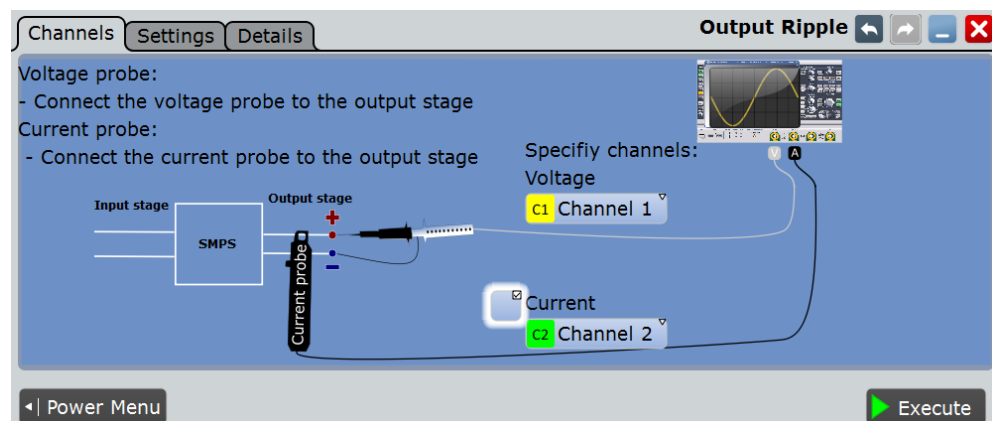 Channels Settings Details Output Ripple
Voltage probe:
- Connect the voltage probe to the output stage
Current probe:
- Connect the current probe to the output stage
Specifiy channels:
V A
Voltage
C1 Channel 1
Input stage
Output stage
+
SMPS
-
Current probe
Current
C2 Channel 2
Power Menu
Execute